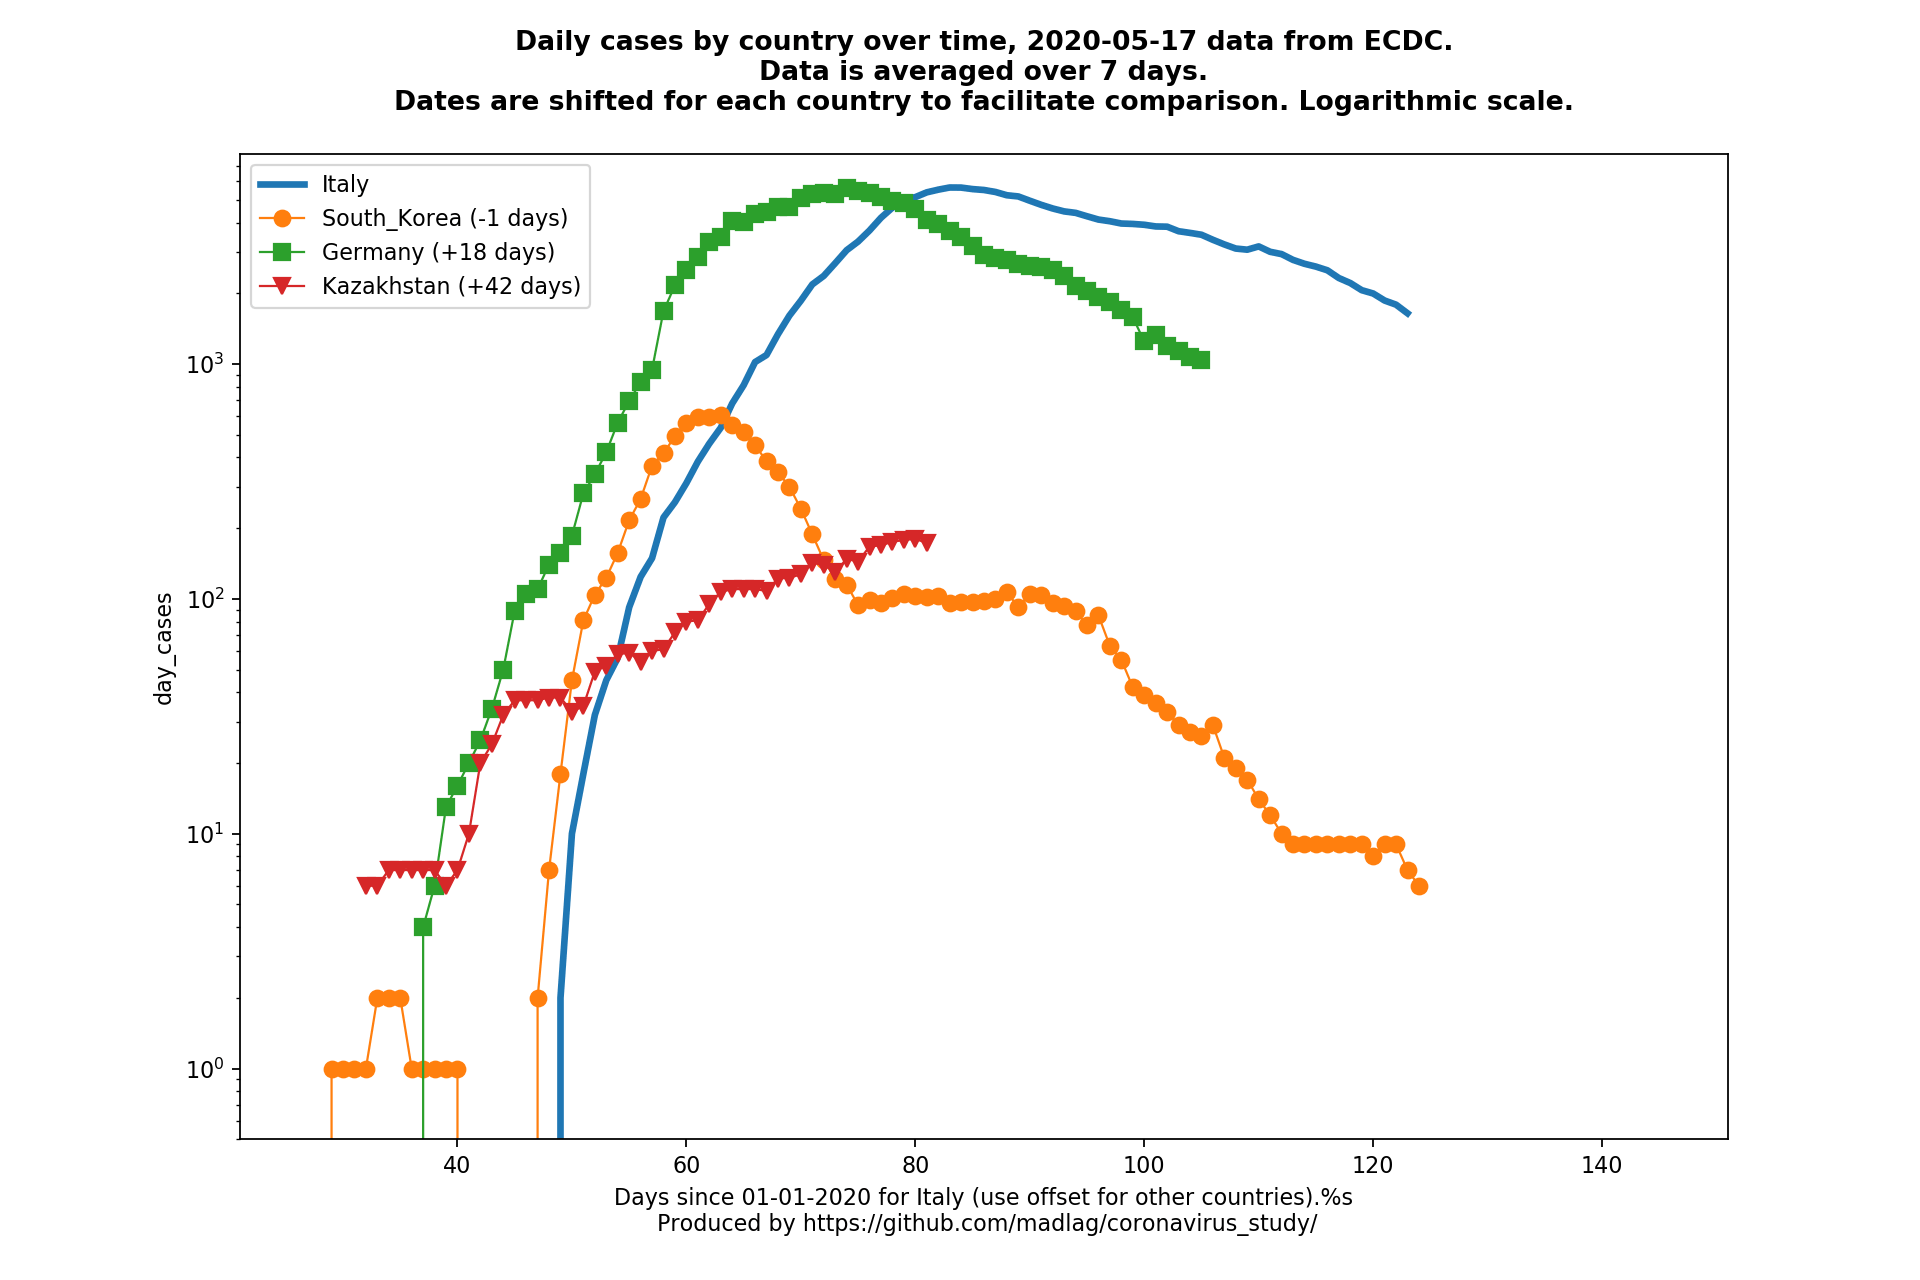 Daily cases by country over time, 2020-05-17 data from ECDC.
Data is averaged over 7 days.
Dates are shifted for each country to facilitate comparison. Logarithmic scale.
Italy
South_Korea (-1 days)
Germany (+18 days)
Kazakhstan (+42 days)
10³
10²
10¹
10⁰
day_cases
40 60 80 100 120 140
Days since 01-01-2020 for Italy (use offset for other countries).%s
Produced by https://github.com/madlag/coronavirus_study/